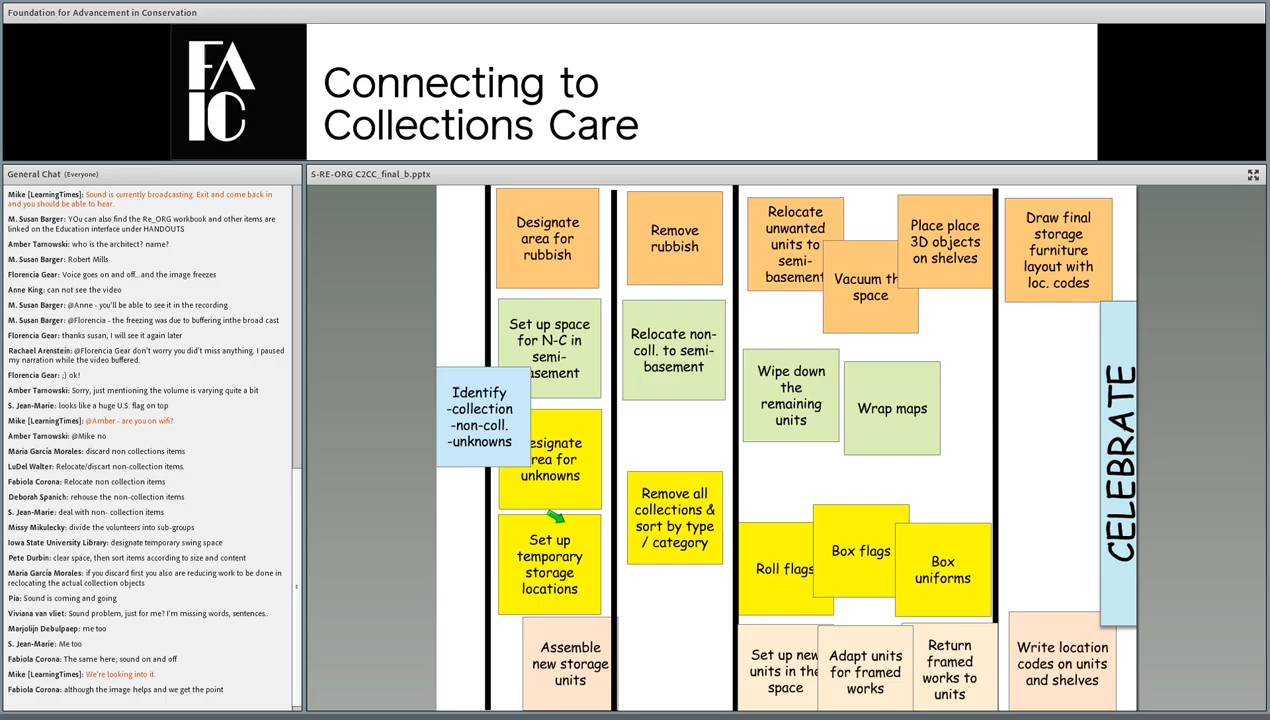 Foundation for Advancement in Conservation
FA
IC
Connecting to
Collections Care
General Chat (Everyone)
Mike [LearningTimes]: Sound is currently broadcasting. Exit and come back in
and you should be able to hear.
M. Susan Barger: YOu can also find the Re_ORG workbook and other items are
linked on the Education interface under HANDOUTS
Amber Tarnowski: who is the architect? name?
M. Susan Barger: Robert Mills
Florencia Gear: Voice goes on and off...and the image freezes
Anne King: can not see the video
M. Susan Barger: @Anne - you'll be able to see it in the recording
M. Susan Barger: @Florencia - the freezing was due to buffering inthe broad cast
Florencia Gear: thanks susan, I will see it again later
Rachael Arenstein: @Florencia Gear don't worry you did't miss anything. I paused
my narration while the video buffered.
Florencia Gear: ;) ok!
Amber Tarnowski: Sorry, just mentioning the volume is varying quite a bit
S. Jean-Marie: looks like a huge U.S. flag on top
Mike [LearningTimes]: @Amber - are you on wifi?
Amber Tarnowski: @Mike no
Maria García Morales: discard non collections items
LuDel Walter: Relocate/discart non-collection items.
Fabiola Corona: Relocate non collection items
Deborah Spanich: rehouse the non-collection items
S. Jean-Marie: deal with non- collection items
Missy Mikulecky: divide the volunteers into sub-groups
Iowa State University Library: designate temporary swing space
Pete Durbin: clear space, then sort items according to size and content
Maria García Morales: if you discard first you also are reducing work to be done in
reclocating the actual collection objects
Pia: Sound is coming and going
Viviana van vliet: Sound problem, just for me? I'm missing words, sentences..
Marjolijn Debulpaep: me too
S. Jean-Marie: Me too
Fabiola Corona: The same here; sound on and off
Mike [LearningTimes]: We're looking into it.
Fabiola Corona: although the image helps and we get the point
5-RE-ORG C2CC_final_b.pptx
Identify
-collection
-non-coll.
-unknowns
Designate
area for
rubbish
Set up space
for N-C in
semi-
asement
esignate
rea for
unknowns
Set up
temporary
storage
locations
Assemble
new storage
units
Remove
rubbish
Relocate non-
coll. to semi-
basement
Remove all
collections &
sort by type
/ category
Relocate
unwanted
units to
semi-
basement
Vacuum th
space
Place place
3D objects
on shelves
Wipe down
the
remaining
units
Wrap maps
Roll flags
Box flags
Box
uniforms
Set up new
units in the
space
Adapt units
for framed
works
Return
framed
works to
units
Draw final
storage
furniture
layout with
loc. codes
Write location
codes on units
and shelves
CELEBRATE